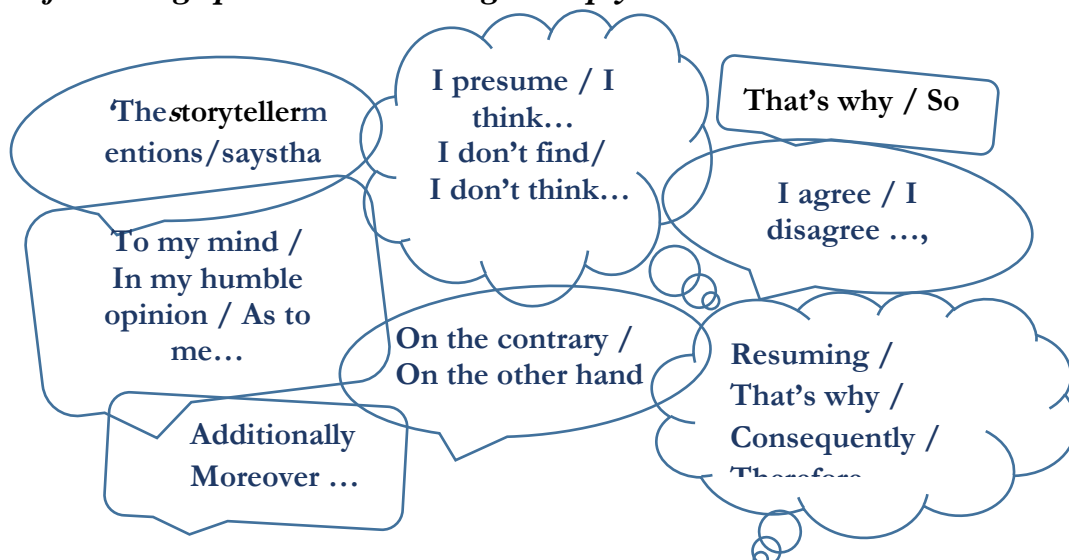 ‘Thestorytellerm
entions/saystha
I presume / I
think…
I don't find/
I don't think…
That's why / So
I agree / I
disagree …,
To my mind /
In my humble
opinion / As to
me…
On the contrary /
On the other hand
Resuming /
That's why /
Consequently /
Therefore
Additionally
Moreover …